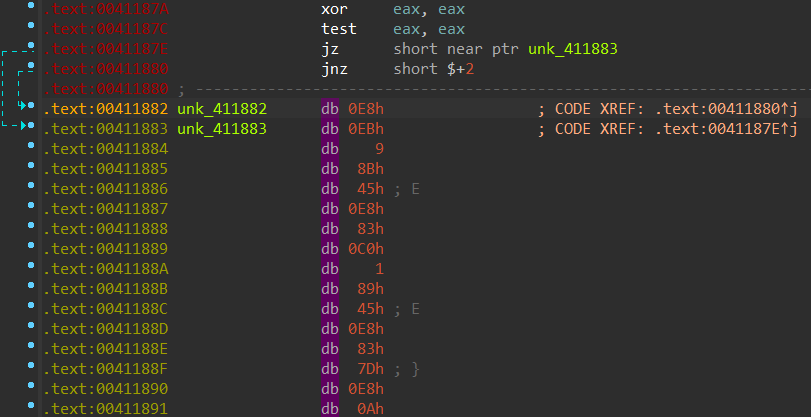 .text:0041187A xor eax, eax
.text:0041187C test eax, eax
.text:0041187E jz short near ptr unk_411883
.text:00411880 jnz short $+2
.text:00411880 ; ---------------------------------------------------------------------------
.text:00411882 unk_411882 db 0E8h ; CODE XREF: .text:00411880↑j
.text:00411883 unk_411883 db 0EBh ; CODE XREF: .text:0041187E↑j
.text:00411884 db 9
.text:00411885 db 8Bh
.text:00411886 db 45h ; E
.text:00411887 db 0E8h
.text:00411888 db 83h
.text:00411889 db 0C0h
.text:0041188A db 1
.text:0041188B db 89h
.text:0041188C db 45h ; E
.text:0041188D db 0E8h
.text:0041188E db 83h
.text:0041188F db 7Dh ; }
.text:00411890 db 0E8h
.text:00411891 db 0Ah